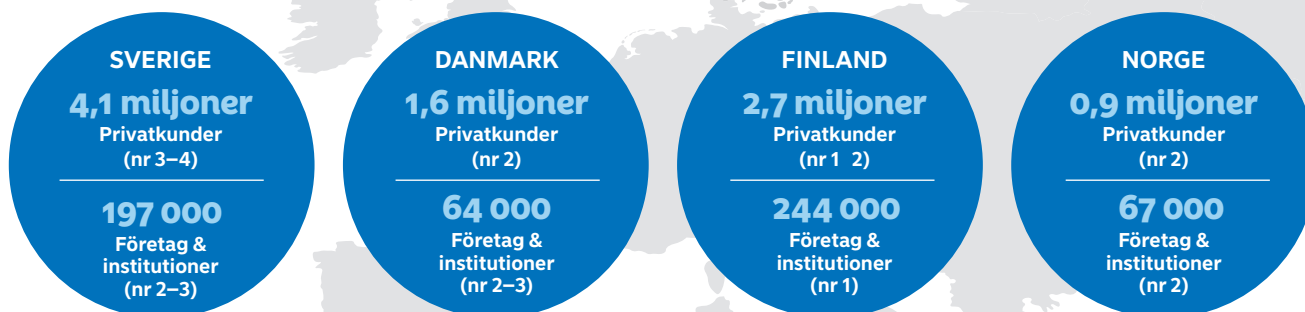 SVERIGE
4,1 miljoner
Privatkunder
(nr 3–4)
197 000
Företag &
institutioner
(nr 2–3)
DANMARK
1,6 miljoner
Privatkunder
(nr 2)
64 000
Företag &
institutioner
(nr 2–3)
FINLAND
2,7 miljoner
Privatkunder
(nr 1 2)
244 000
Företag &
institutioner
(nr 1)
NORGE
0,9 miljoner
Privatkunder
(nr 2)
67 000
Företag &
institutioner
(nr 2)